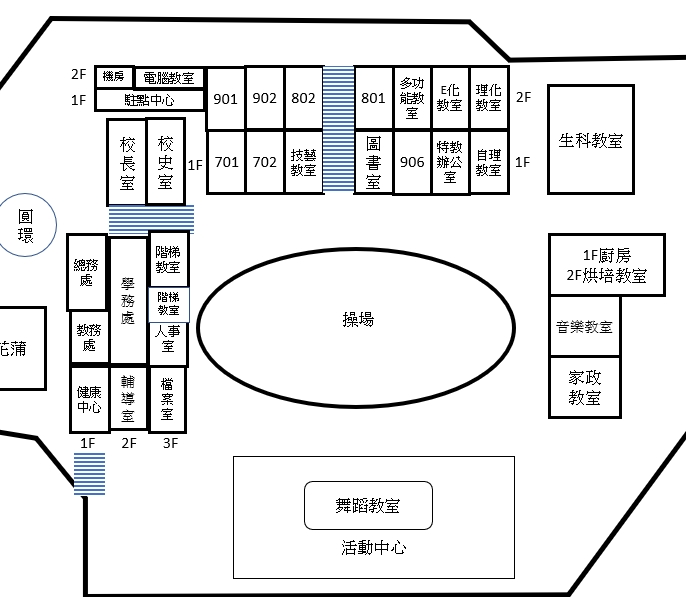 2F
機房
電腦教室
1F
駐點中心
901
902
802
801
多功
能教
室
E化
教室
理化
教室
2F
校
長
室
校
史
室
1F
701
702
技藝
教室
圖
書
室
906
特教
辦公
室
自理
教室
1F
生科教室
圓
環
總務
處
學
務
處
階梯
教室
階梯
教室
人事
室
教務
處
花蒲
健康
中心
輔
導
室
檔
案
室
1F
2F
3F
操場
1F廚房
2F烘培教室
音樂教室
家政
教室
舞蹈教室
活動中心